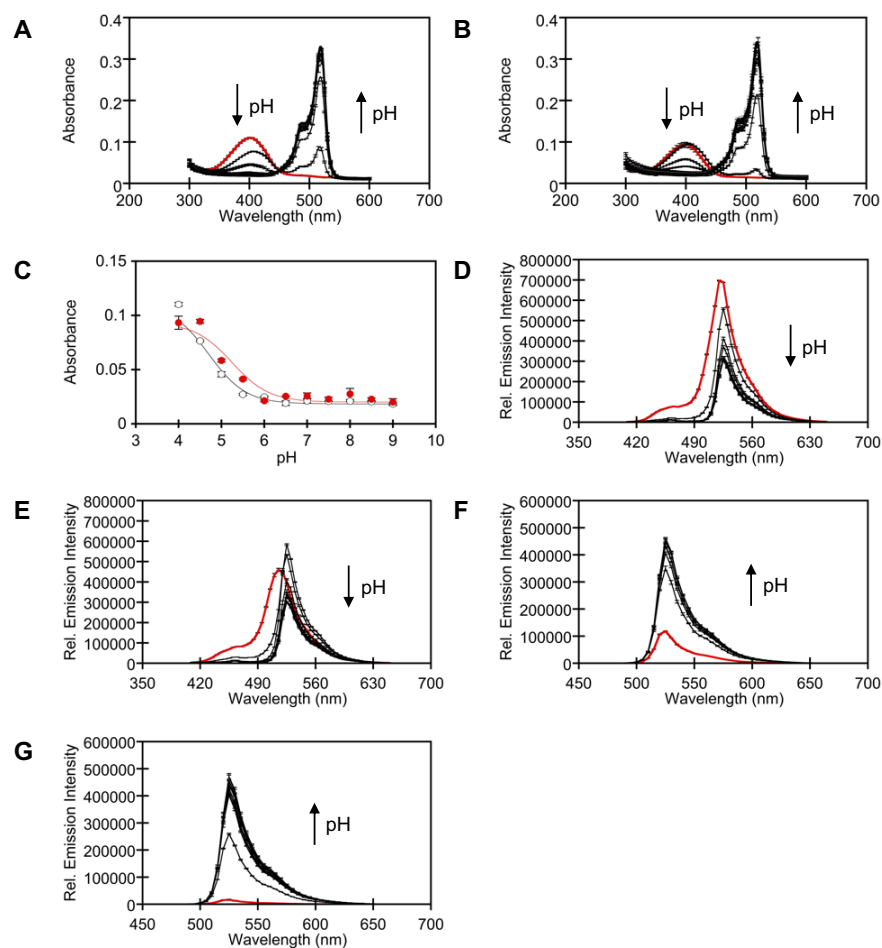 A
0.4
0.3
0.2
0.1
0
Absorbance
pH
pH
200 300 400 500 600 700
Wavelength (nm)
B
0.4
0.3
0.2
0.1
0
Absorbance
pH
pH
200 300 400 500 600 700
Wavelength (nm)
C
0.15
0.1
0.05
0
Absorbance
3 4 5 6 7 8 9 10
pH
D
800000
700000
600000
500000
400000
300000
200000
100000
0
Rel. Emission Intensity
pH
350 420 490 560 630 700
Wavelength (nm)
E
800000
700000
600000
500000
400000
300000
200000
100000
0
Rel. Emission Intensity
pH
350 420 490 560 630 700
Wavelength (nm)
F
600000
500000
400000
300000
200000
100000
0
Rel. Emission Intensity
pH
450 500 550 600 650 700
Wavelength (nm)
G
600000
500000
400000
300000
200000
100000
0
Rel. Emission Intensity
pH
450 500 550 600 650 700
Wavelength (nm)